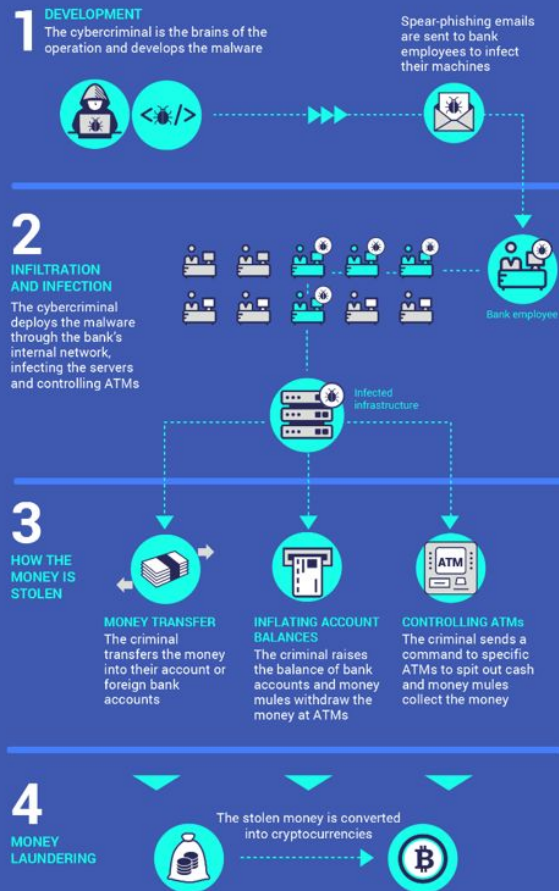 1
DEVELOPMENT
The cybercriminal is the brains of the
operation and develops the malware
Spear-phishing emails
are sent to bank
employees to infect
their machines
2
INFILTRATION
AND INFECTION
The cybercriminal
deploys the malware
through the bank's
internal network,
infecting the servers
and controlling ATMs
Bank employee
Infected
infrastructure
3
HOW THE
MONEY IS
STOLEN
MONEY TRANSFER
The criminal
transfers the money
into their account or
foreign bank
accounts
INFLATING ACCOUNT
BALANCES
The criminal raises
the balance of bank
accounts and money
mules withdraw the
money at ATMs
ATM
CONTROLLING ATMs
The criminal sends a
command to specific
ATMs to spit out cash
and money mules
collect the money
4
MONEY
LAUNDERING
The stolen money is converted
into cryptocurrencies